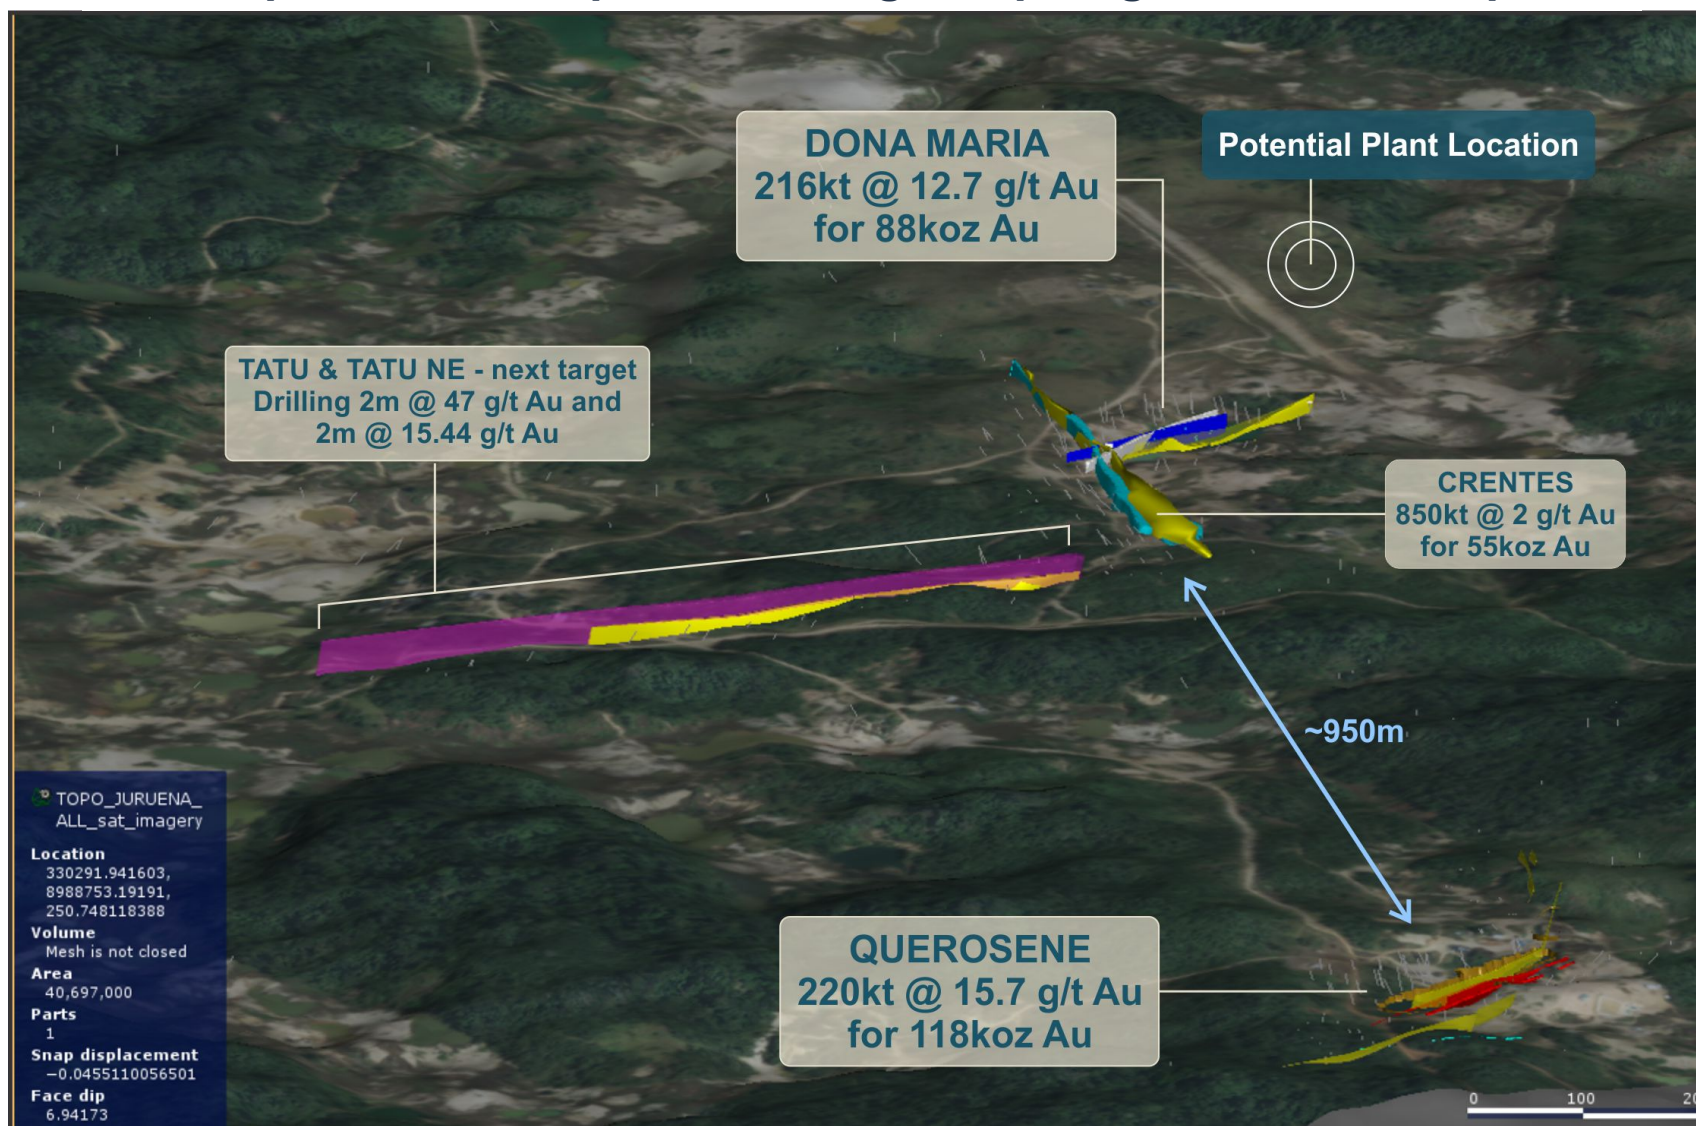 DONA MARIA
216kt @ 12.7 g/t Au
for 88koz Au
Potential Plant Location
TATU & TATU NE - next target
Drilling 2m @ 47 g/t Au and
2m @ 15.44 g/t Au
CRENTES
850kt @ 2 g/t Au
for 55koz Au
~950m
QUEROSENE
220kt @ 15.7 g/t Au
for 118koz Au
TOPO_JURUENA_
ALL_sat_imagery
Location
330291.941603,
8988753.19191,
250.748118388
Volume
Mesh is not closed
Area
40,697,000
Parts
1
Snap displacement
−0.0455110056501
Face dip
6.94173
0 100